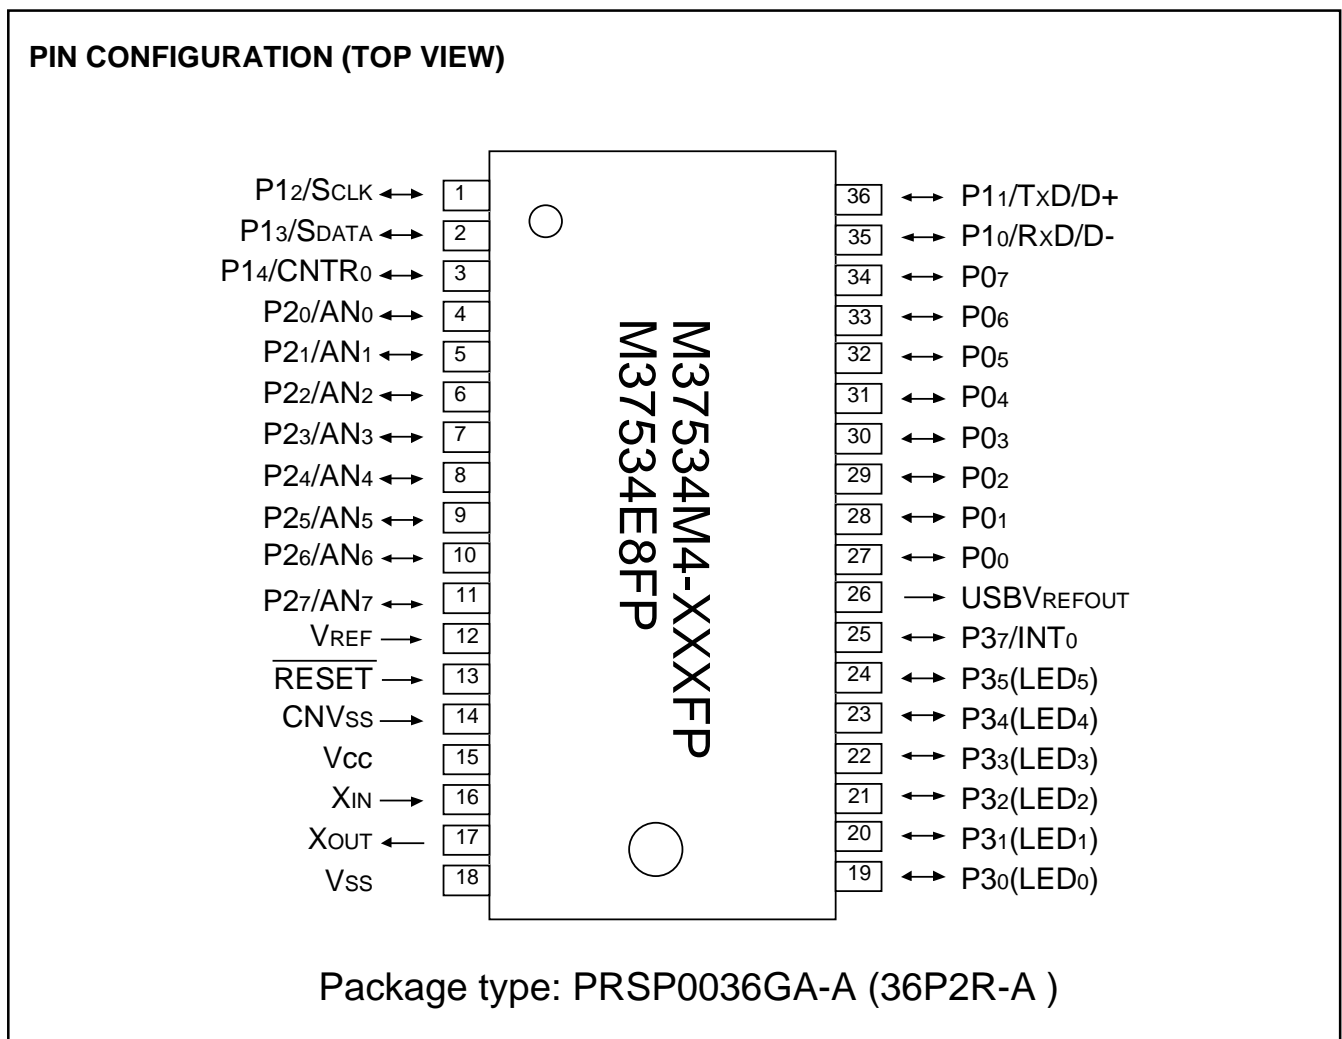 PIN CONFIGURATION (TOP VIEW)
P12/SCLK 1
P13/SDATA 2
P14/CNTR0 3
P20/AN0 4
P21/AN1 5
P22/AN2 6
P23/AN3 7
P24/AN4 8
P25/AN5 9
P26/AN6 10
P27/AN7 11
VREF 12
RESET 13
CNVSS 14
Vcc 15
XIN 16
XOUT 17
VSS 18
M37534M4-XXXFP
M37534E8FP
36 P11/TXD/D+
35 P10/RXD/D-
34 P07
33 P06
32 P05
31 P04
30 P03
29 P02
28 P01
27 P00
26 USBVREFOUT
25 P37/INT0
24 P35(LED5)
23 P34(LED4)
22 P33(LED3)
21 P32(LED2)
20 P31(LED1)
19 P30(LED0)
Package type: PRSP0036GA-A (36P2R-A )